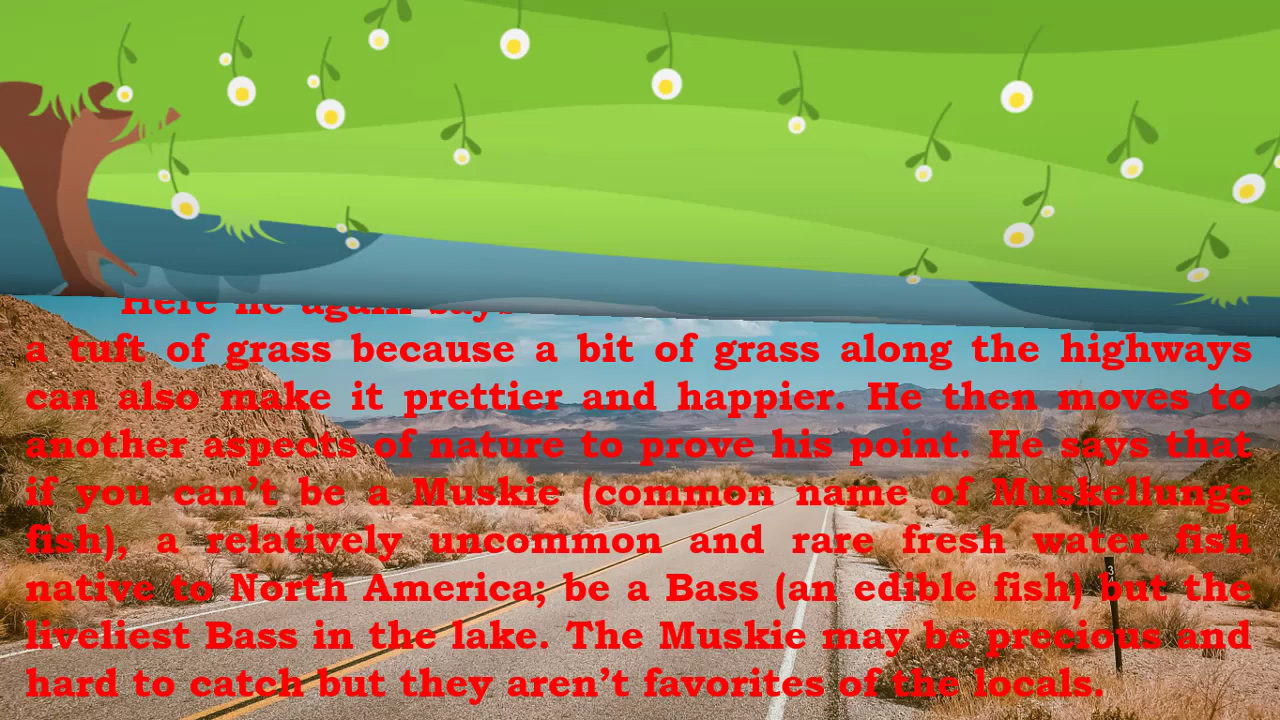 Here he again says
a tuft of grass because a bit of grass along the highways
can also make it prettier and happier. He then moves to
another aspects of nature to prove his point. He says that
if you can't be a Muskie (common name of Muskellunge
fish), a relatively uncommon and rare fresh water fish
native to North America; be a Bass (an edible fish) but the
liveliest Bass in the lake. The Muskie may be precious and
hard to catch but they aren't favorites of the locals.